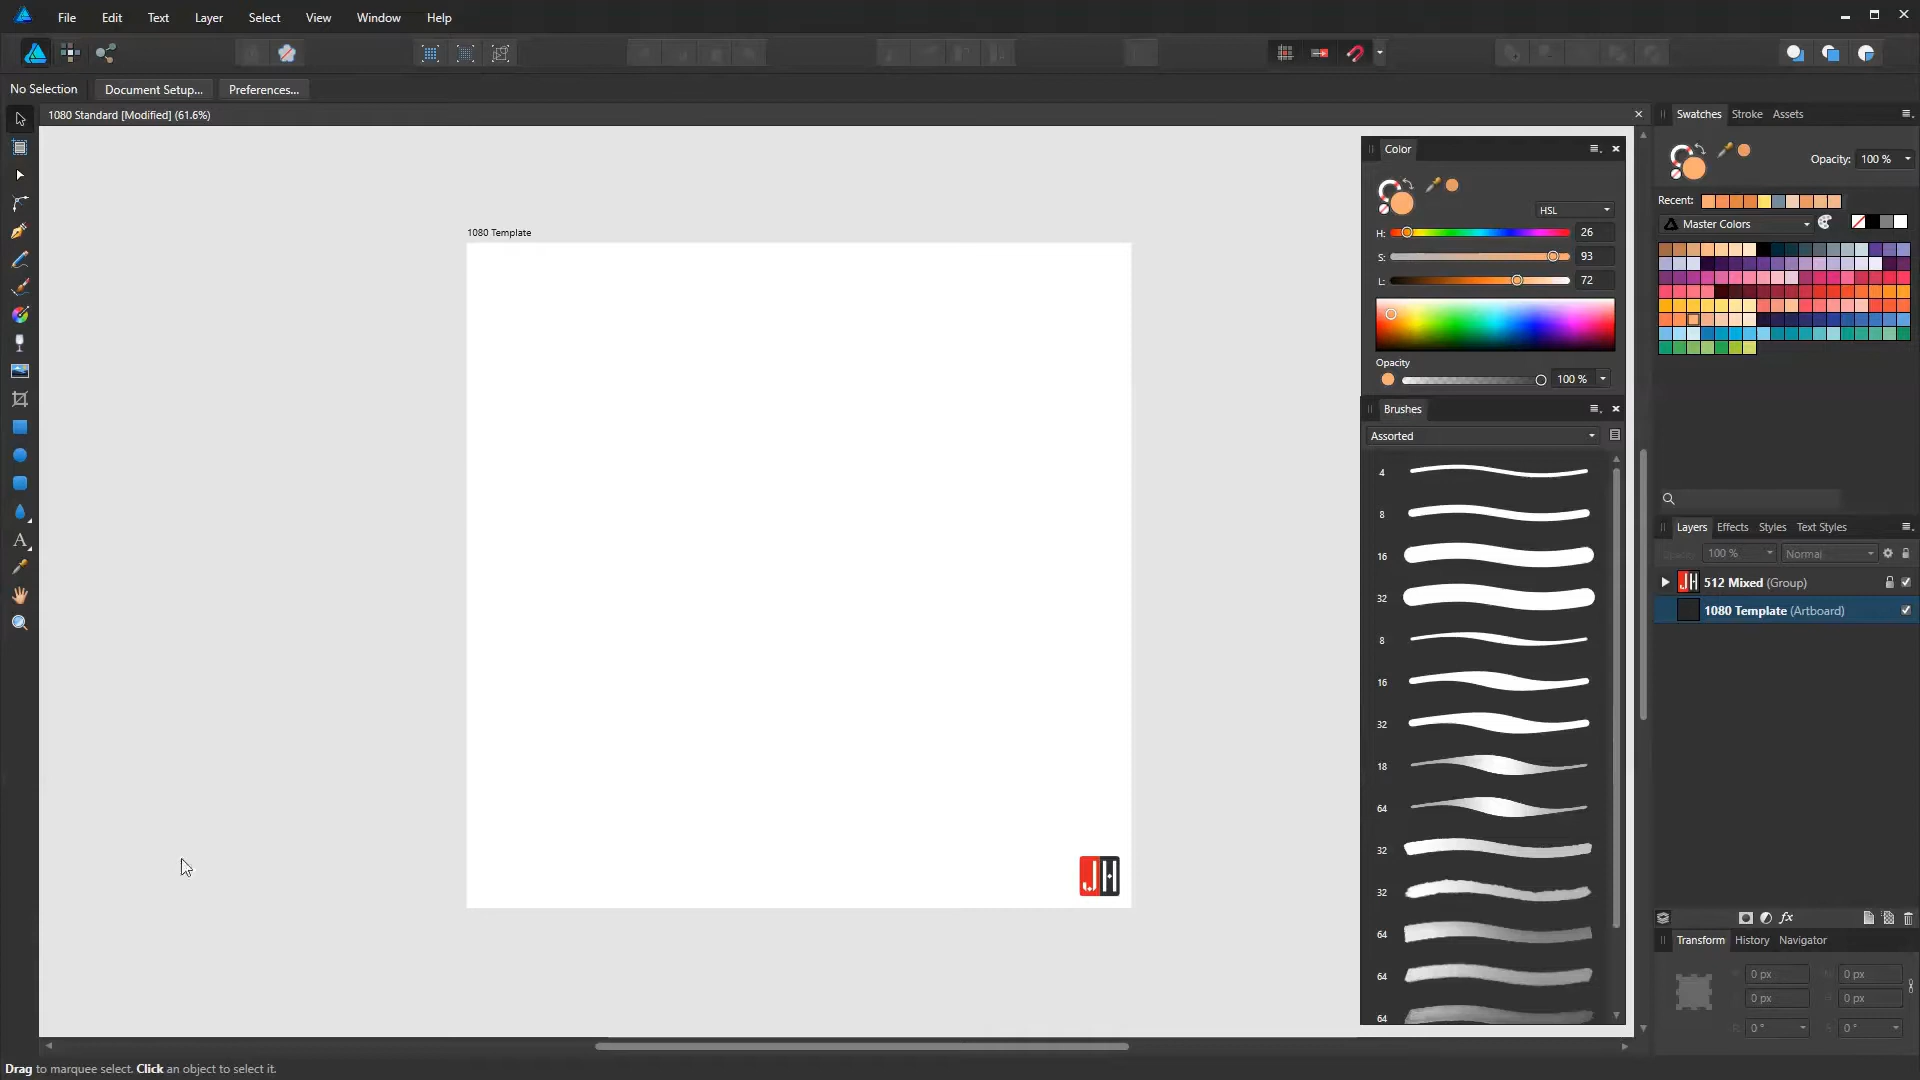 File Edit Text Layer Select View Window Help
No Selection Document Setup... Preferences...
1080 Standard [Modified] (61.6%)
Swatches Stroke Assets
Opacity: 100 %
Recent:
Master Colors
Color
HSL
H: 26
S: 93
L: 72
Opacity
100 %
Brushes
Assorted
4
8
16
32
8
16
32
18
64
32
32
64
64
64
1080 Template
JH
Layers Effects Styles Text Styles
100 % Normal
JH 512 Mixed (Group)
1080 Template (Artboard)
fx
Transform History Navigator
0 px 0 px
0 px 0 px
0 ° 0 °
Drag to marquee select. Click an object to select it.